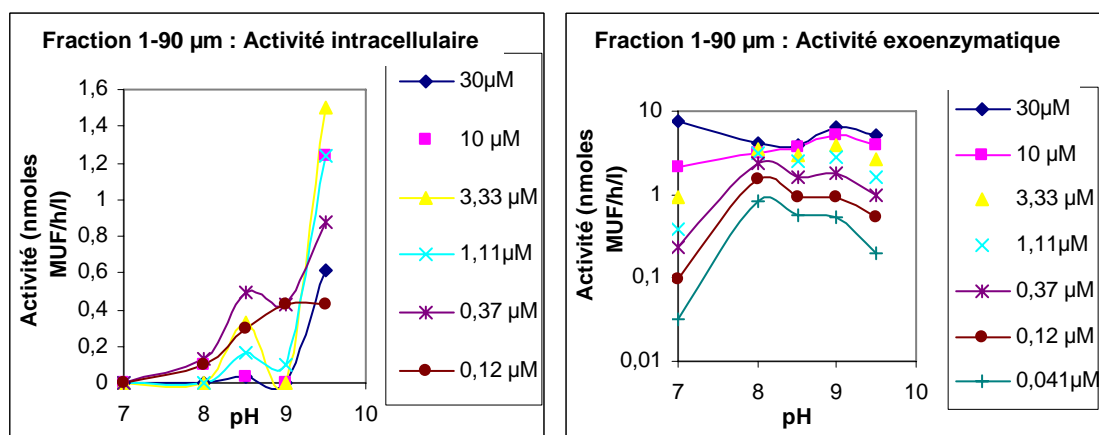 Fraction 1-90 µm : Activité intracellulaire
Activité (nmoles
MUF/h/l)
1,6
1,4
1,2
1
0,8
0,6
0,4
0,2
0
7
8
9
10
pH
30µM
10 µM
3,33 µM
1,11µM
0,37 µM
0,12 µM
Fraction 1-90 µm : Activité exoenzymatique
Activité (nmoles
MUF/h/l)
10
1
0,1
0,01
7
8
9
10
pH
30µM
10 µM
3,33 µM
1,11µM
0,37 µM
0,12 µM
0,041µM